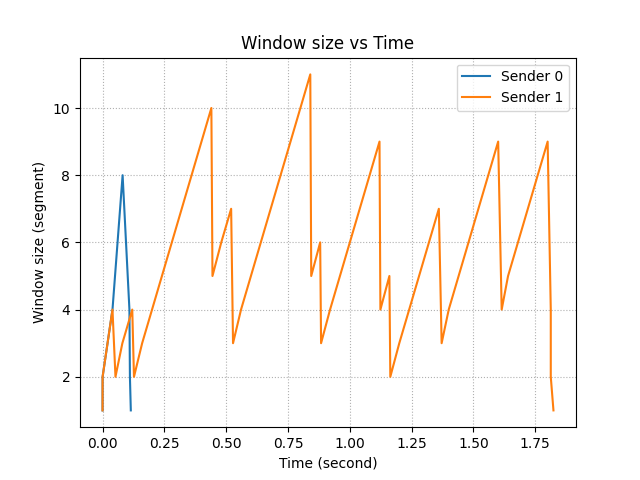 Window size vs Time
Sender 0
Sender 1
Window size (segment)
10
8
6
4
2
0.00 0.25 0.50 0.75 1.00 1.25 1.50 1.75
Time (second)